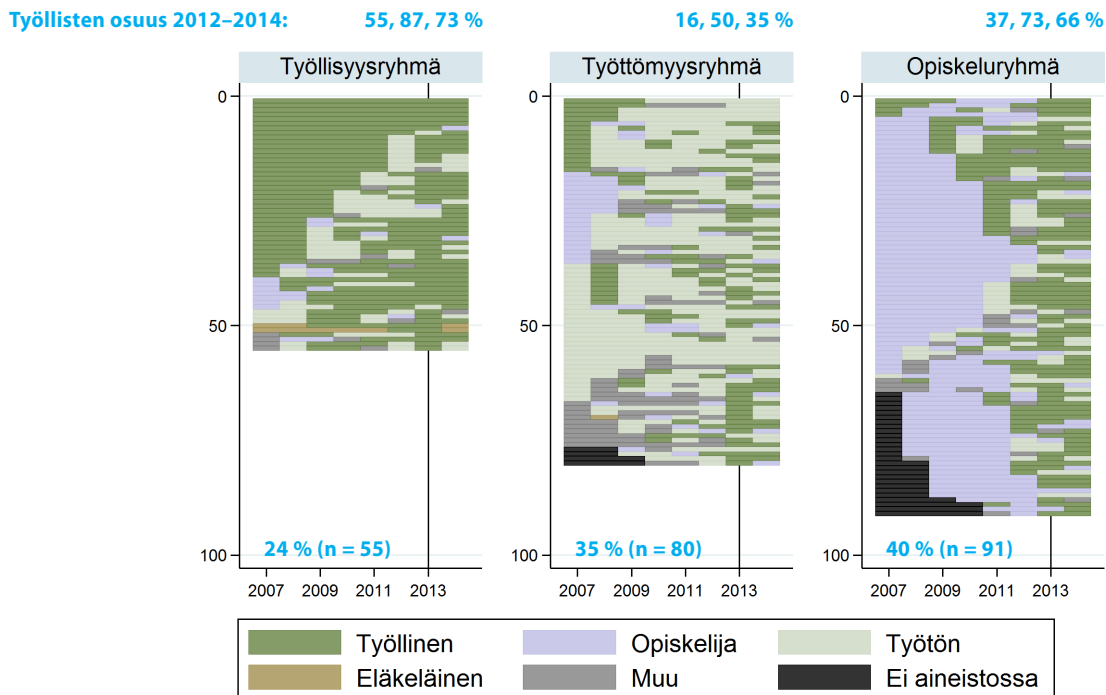 Työllisten osuus 2012–2014: 55, 87, 73 % 16, 50, 35 % 37, 73, 66 %
Työllisyysryhmä Työttömyysryhmä Opiskeluryhmä
0 0 0
50 50 50
100 100 100
24 % (n = 55) 35 % (n = 80) 40 % (n = 91)
2007 2009 2011 2013 2007 2009 2011 2013 2007 2009 2011 2013
Työllinen Opiskelija Työtön
Eläkeläinen Muu Ei aineistossa